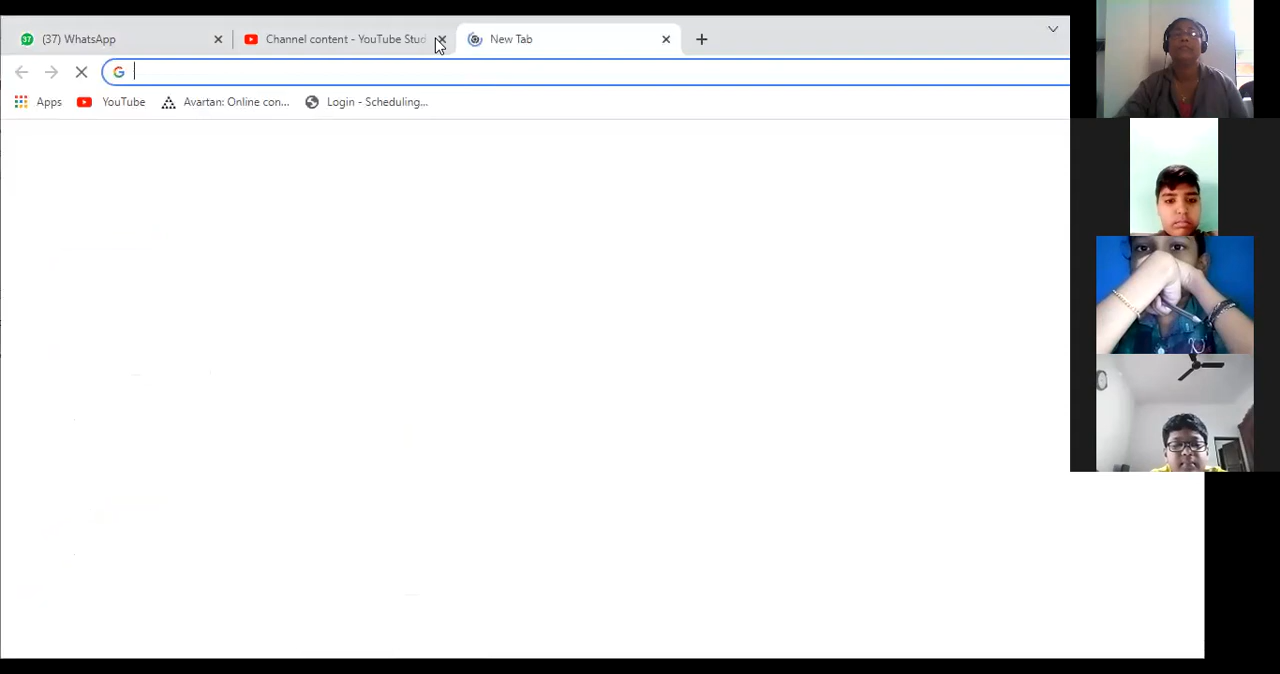 (37) WhatsApp
Channel content - YouTube Stud
New Tab
Apps
YouTube
Avartan: Online con...
Login - Scheduling...